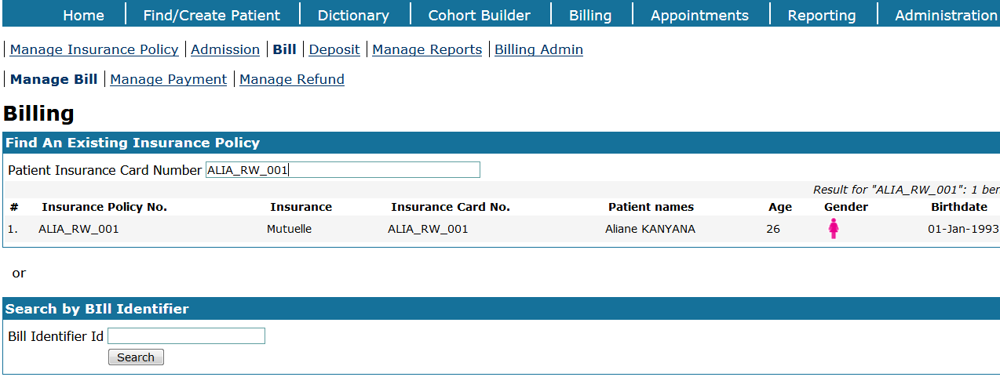 Home Find/Create Patient Dictionary Cohort Builder Billing Appointments Reporting Administration
Manage Insurance Policy Admission Bill Deposit Manage Reports Billing Admin
Manage Bill Manage Payment Manage Refund
Billing
Find An Existing Insurance Policy
Patient Insurance Card Number ALIA_RW_001
Result for "ALIA_RW_001": 1 ben
# Insurance Policy No. Insurance Insurance Card No. Patient names Age Gender Birthdate
1. ALIA_RW_001 Mutuelle ALIA_RW_001 Aliane KANYANA 26 01-Jan-1993
or
Search by BIll Identifier
Bill Identifier Id
Search